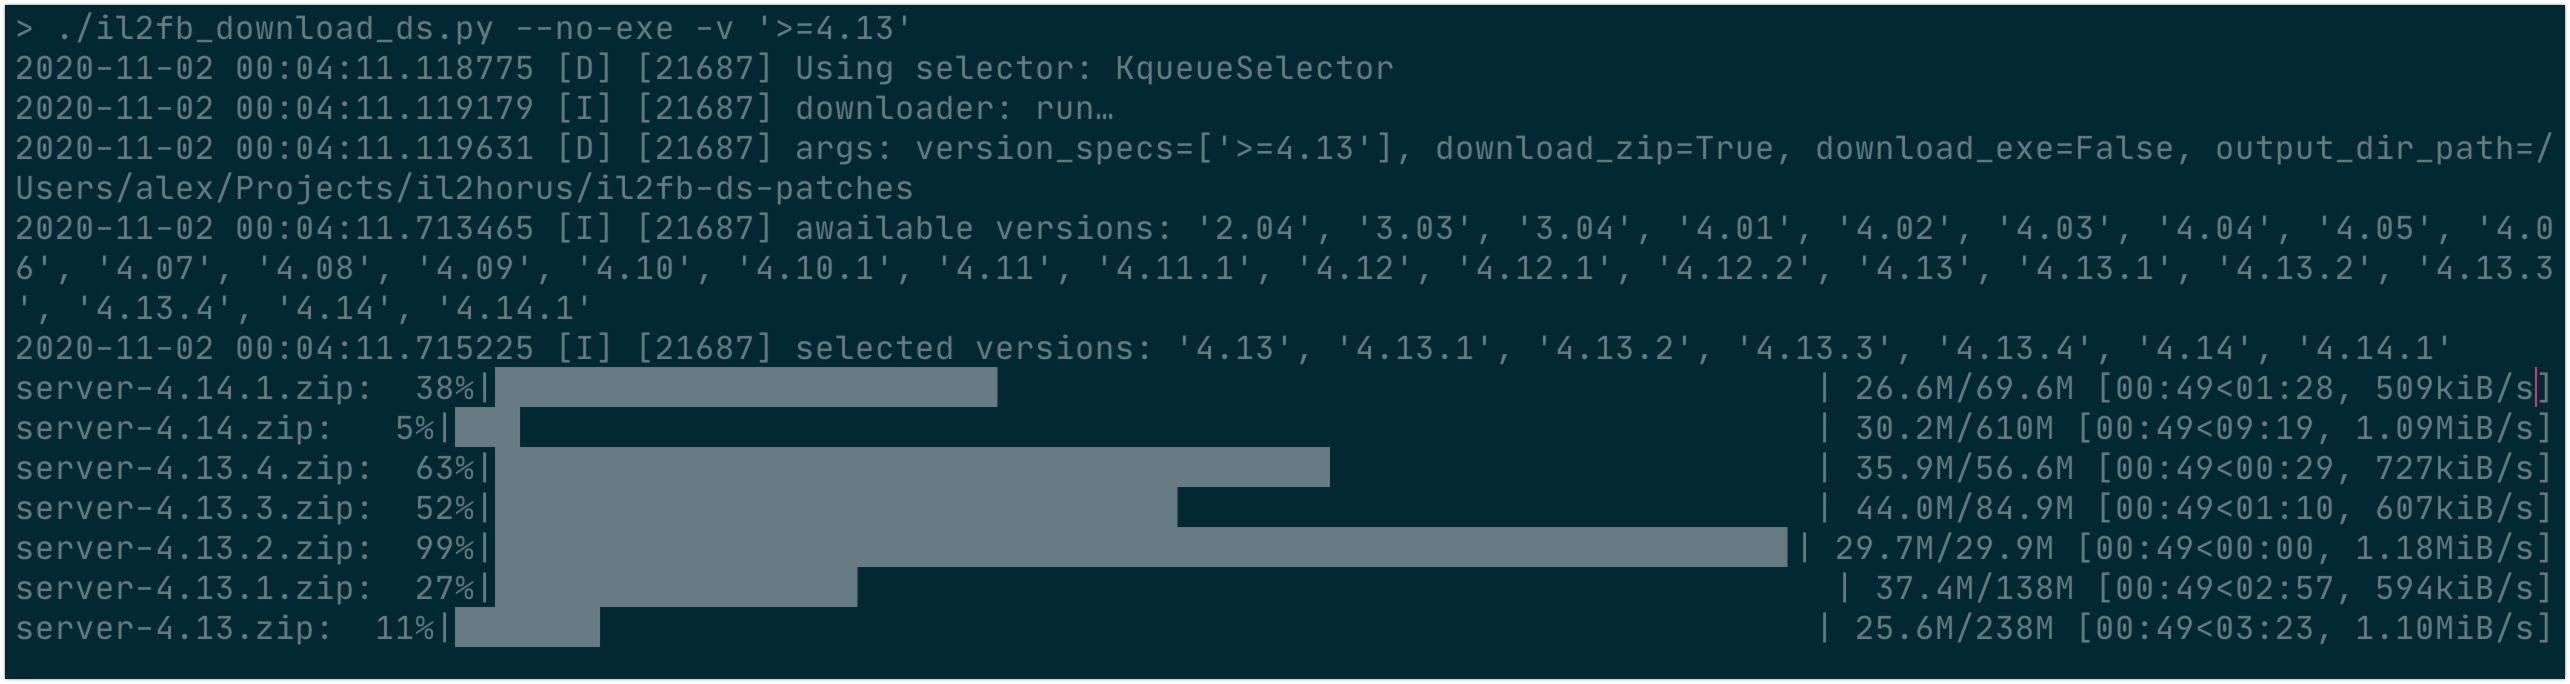 > ./il2fb_download_ds.py --no-exe -v '>=4.13'
2020-11-02 00:04:11.118775 [D] [21687] Using selector: KqueueSelector
2020-11-02 00:04:11.119179 [I] [21687] downloader: run…
2020-11-02 00:04:11.119631 [D] [21687] args: version_specs=['>=4.13'], download_zip=True, download_exe=False, output_dir_path=/
Users/alex/Projects/il2horus/il2fb-ds-patches
2020-11-02 00:04:11.713465 [I] [21687] awailable versions: '2.04', '3.03', '3.04', '4.01', '4.02', '4.03', '4.04', '4.05', '4.0
6', '4.07', '4.08', '4.09', '4.10', '4.10.1', '4.11', '4.11.1', '4.12', '4.12.1', '4.12.2', '4.13', '4.13.1', '4.13.2', '4.13.3
', '4.13.4', '4.14', '4.14.1'
2020-11-02 00:04:11.715225 [I] [21687] selected versions: '4.13', '4.13.1', '4.13.2', '4.13.3', '4.13.4', '4.14', '4.14.1'
server-4.14.1.zip:  38%| | 26.6M/69.6M [00:49<01:28, 509kiB/s]
server-4.14.zip:   5%| | 30.2M/610M [00:49<09:19, 1.09MiB/s]
server-4.13.4.zip:  63%| | 35.9M/56.6M [00:49<00:29, 727kiB/s]
server-4.13.3.zip:  52%| | 44.0M/84.9M [00:49<01:10, 607kiB/s]
server-4.13.2.zip:  99%| | 29.7M/29.9M [00:49<00:00, 1.18MiB/s]
server-4.13.1.zip:  27%| | 37.4M/138M [00:49<02:57, 594kiB/s]
server-4.13.zip:  11%| | 25.6M/238M [00:49<03:23, 1.10MiB/s]